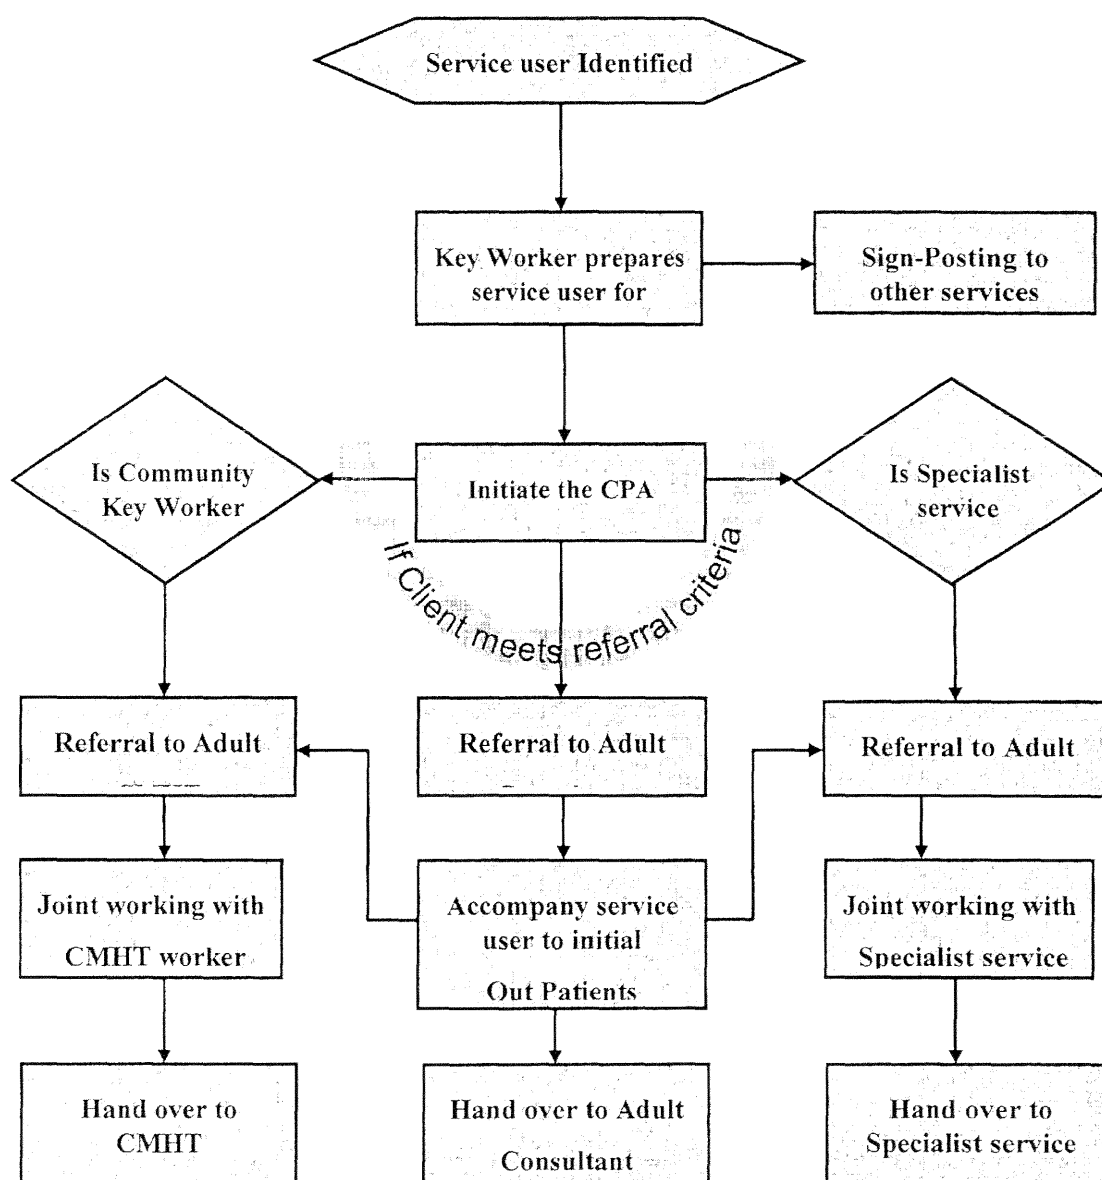 Service user Identified
Key Worker prepares
service user for
Sign-Posting to
other services
Is Community
Key Worker
Initiate the CPA
Is Specialist
service
If Client meets referral criteria
Referral to Adult
Referral to Adult
Referral to Adult
Joint working with
CMHT worker
Accompany service
user to initial
Out Patients
Joint working with
Specialist service
Hand over to
CMHT
Hand over to Adult
Consultant
Hand over to
Specialist service